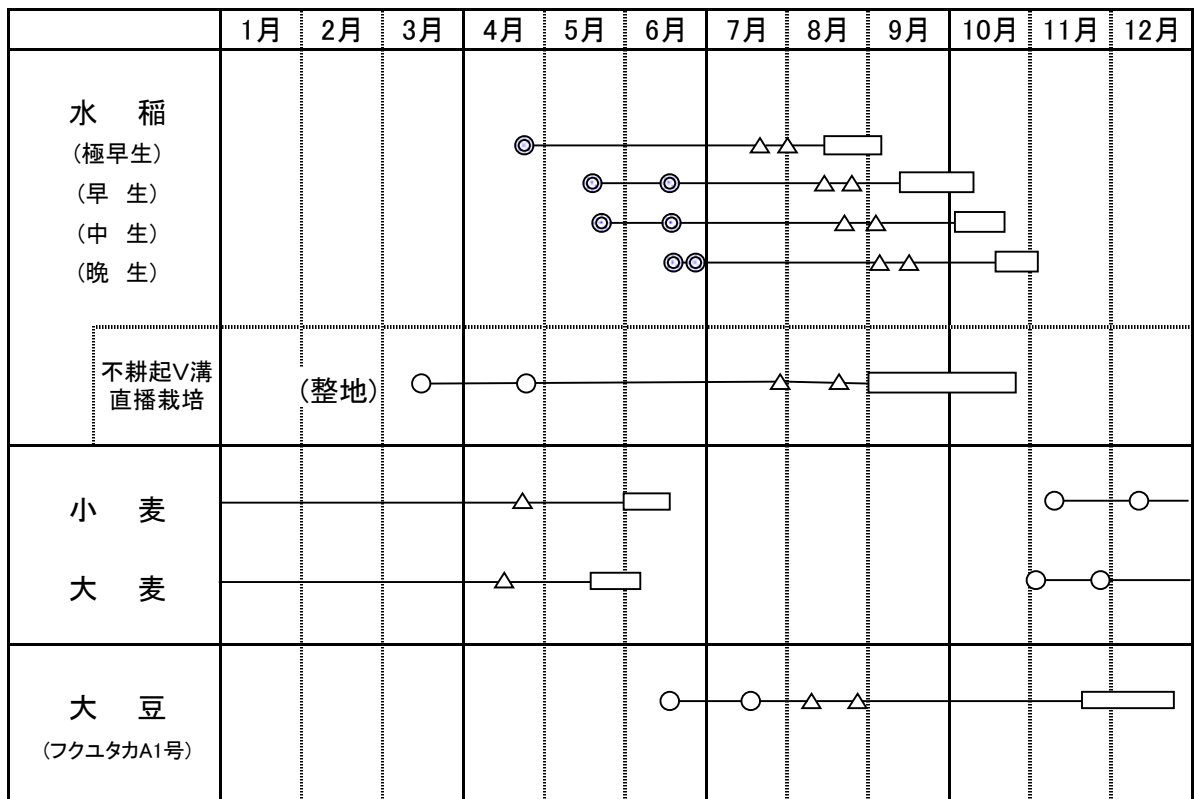 1月 2月 3月 4月 5月 6月 7月 8月 9月 10月 11月 12月
水 稲
(極早生)
(早 生)
(中 生)
(晩 生)
不耕起V溝
直播栽培
(整地)
小 麦
大 麦
大 豆
(フクユタカA1号)